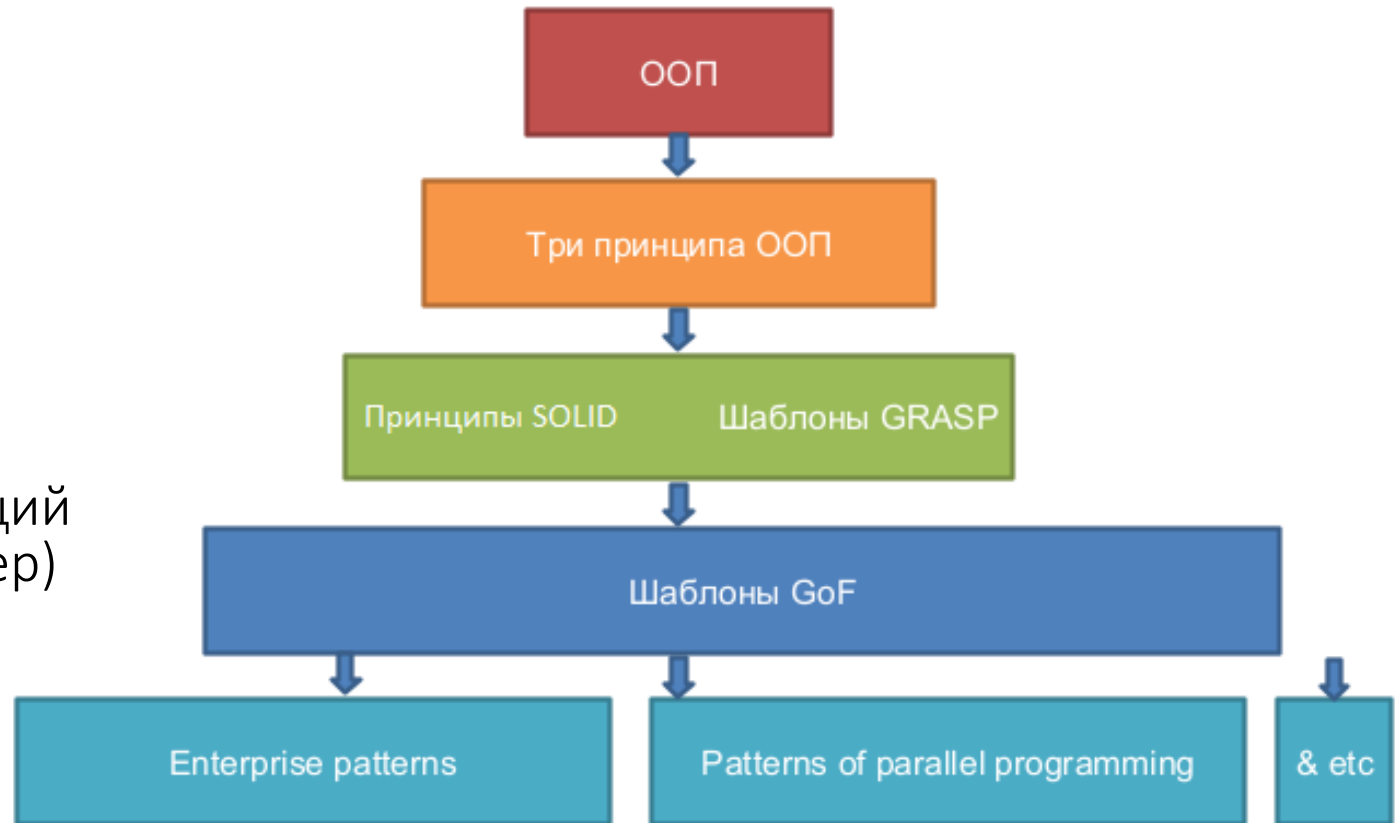 ООП
Три принципа ООП
Принципы SOLID Шаблоны GRASP
Шаблоны GoF
Enterprise patterns Patterns of parallel programming & etc